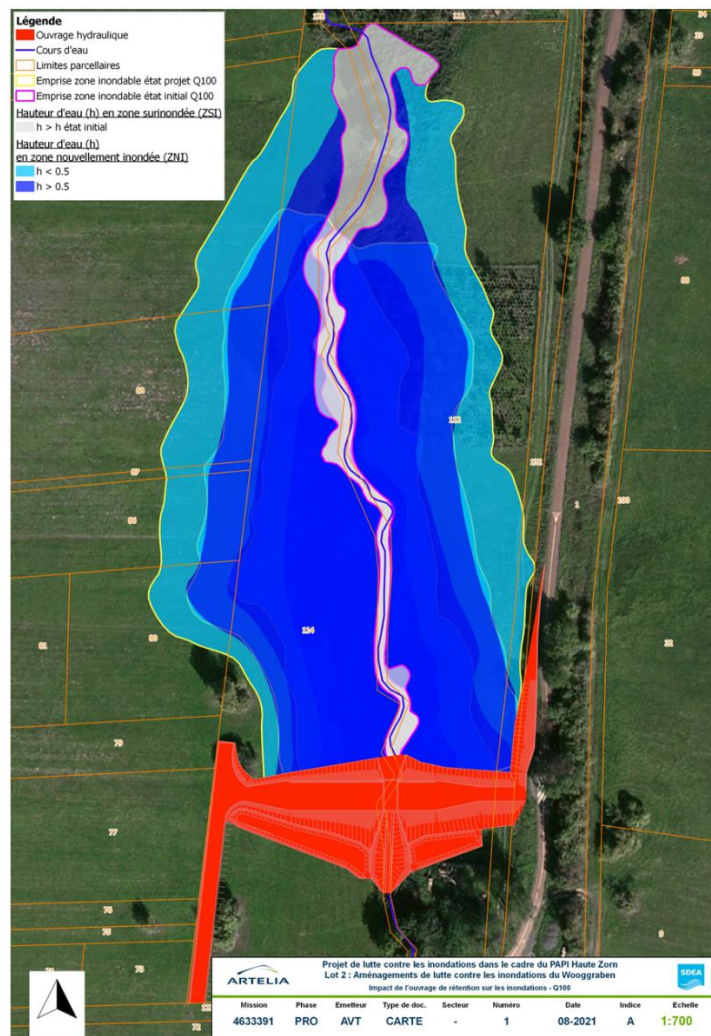 Légende
Ouvrage hydraulique
Cours d'eau
Limites parcellaires
Emprise zone inondable état projet Q100
Emprise zone inondable état initial Q100
Hauteur d'eau (h) en zone surinondée (ZSI)
h > h état initial
Hauteur d'eau (h)
en zone nouvellement inondée (ZNI)
h < 0.5
h > 0.5
1
77
ARTELIA
Projet de lutte contre les inondations dans le cadre du PAPI Haute Zorn
Lot 2 : Aménagements de lutte contre les inondations du Wooggraben
Impact de l'ouvrage de rétention sur les inondations - Q100
SDEA
Mission Phase Emetteur Type de doc. Secteur Numéro Date Indice Echelle
4633391 PRO AVT CARTE - 1 08-2021 A 1:700